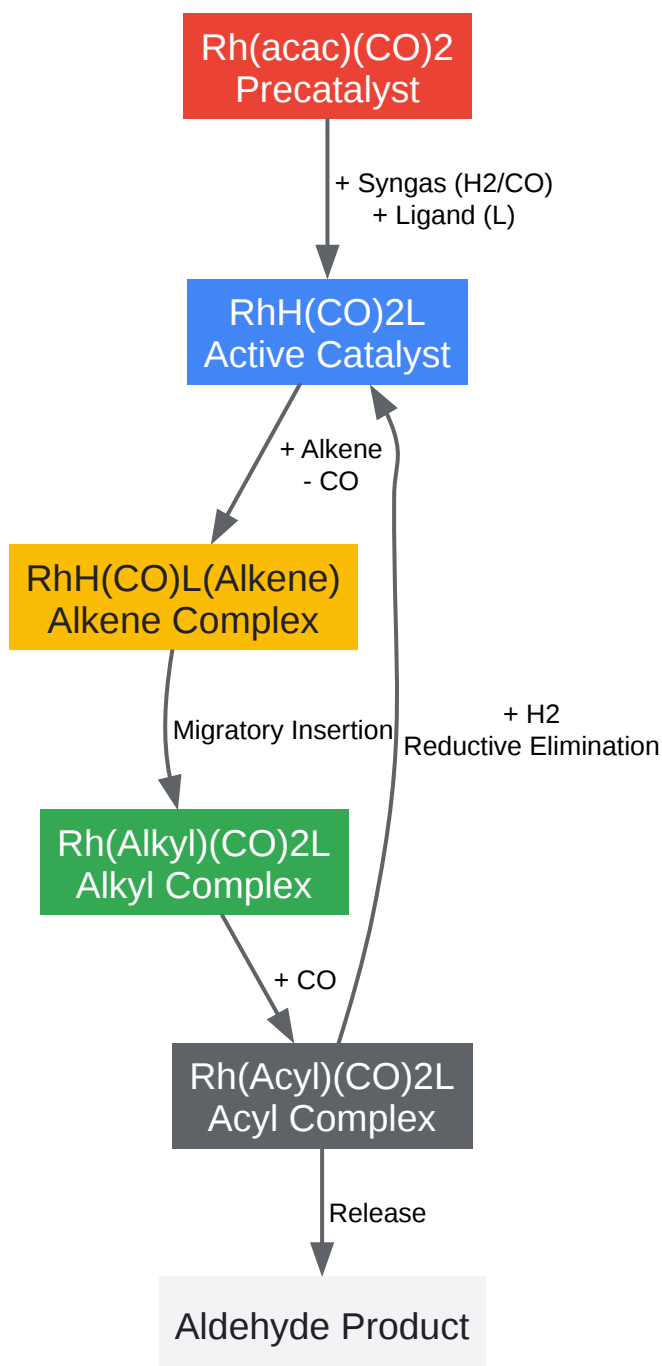 Rh(acac)(CO)2
Precatalyst
+ Syngas (H2/CO)
+ Ligand (L)
RhH(CO)2L
Active Catalyst
+ Alkene
- CO
RhH(CO)L(Alkene)
Alkene Complex
Migratory Insertion
+ H2
Reductive Elimination
Rh(Alkyl)(CO)2L
Alkyl Complex
+ CO
Rh(Acyl)(CO)2L
Acyl Complex
Release
Aldehyde Product